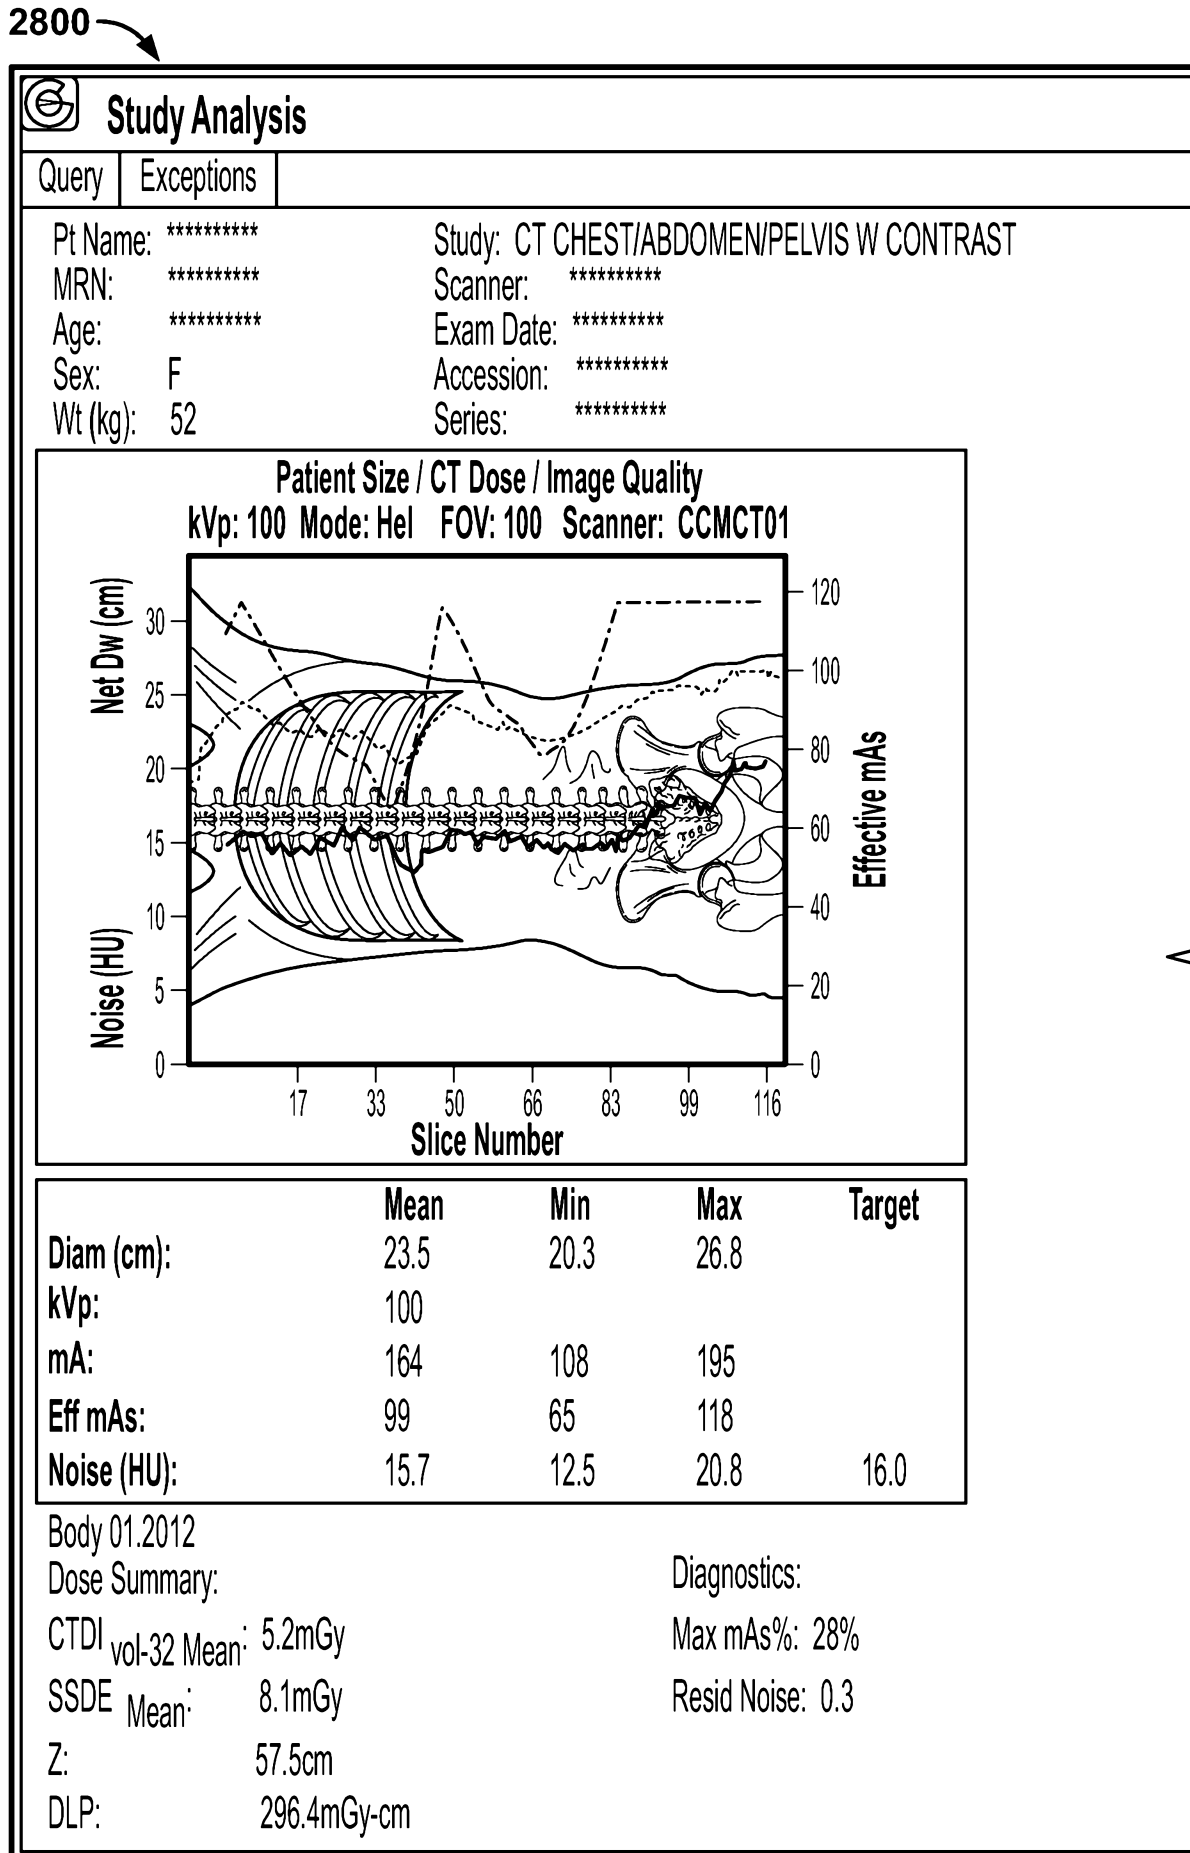 2800
Study Analysis
Query Exceptions
Pt Name: ********** Study: CT CHEST/ABDOMEN/PELVIS W CONTRAST
MRN: ********** Scanner: **********
Age: ********** Exam Date: **********
Sex: F Accession: **********
Wt (kg): 52 Series: **********
Patient Size / CT Dose / Image Quality
kVp: 100 Mode: Hel FOV: 100 Scanner: CCMCT01
Net Dw (cm)
Noise (HU)
30
25
20
15
10
5
0
120
100
80
60
40
20
0
Effective mAs
17 33 50 66 83 99 116
Slice Number
Mean Min Max Target
Diam (cm): 23.5 20.3 26.8
kVp: 100
mA: 164 108 195
Eff mAs: 99 65 118
Noise (HU): 15.7 12.5 20.8 16.0
Body 01.2012
Dose Summary: Diagnostics:
CTDI vol-32 Mean: 5.2mGy Max mAs%: 28%
SSDE Mean: 8.1mGy Resid Noise: 0.3
Z: 57.5cm
DLP: 296.4mGy-cm